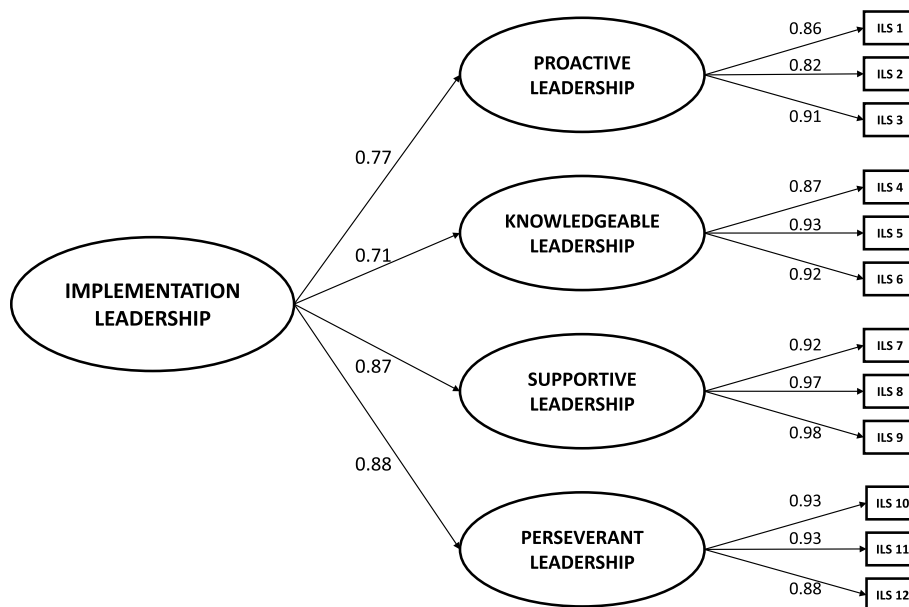 0.86
ILS 1
PROACTIVE
LEADERSHIP
0.82
ILS 2
0.91
ILS 3
0.77
0.87
ILS 4
KNOWLEDGEABLE
LEADERSHIP
0.93
ILS 5
0.92
ILS 6
0.71
IMPLEMENTATION
LEADERSHIP
0.87
0.92
ILS 7
SUPPORTIVE
LEADERSHIP
0.97
ILS 8
0.98
ILS 9
0.88
0.93
ILS 10
PERSEVERANT
LEADERSHIP
0.93
ILS 11
0.88
ILS 12